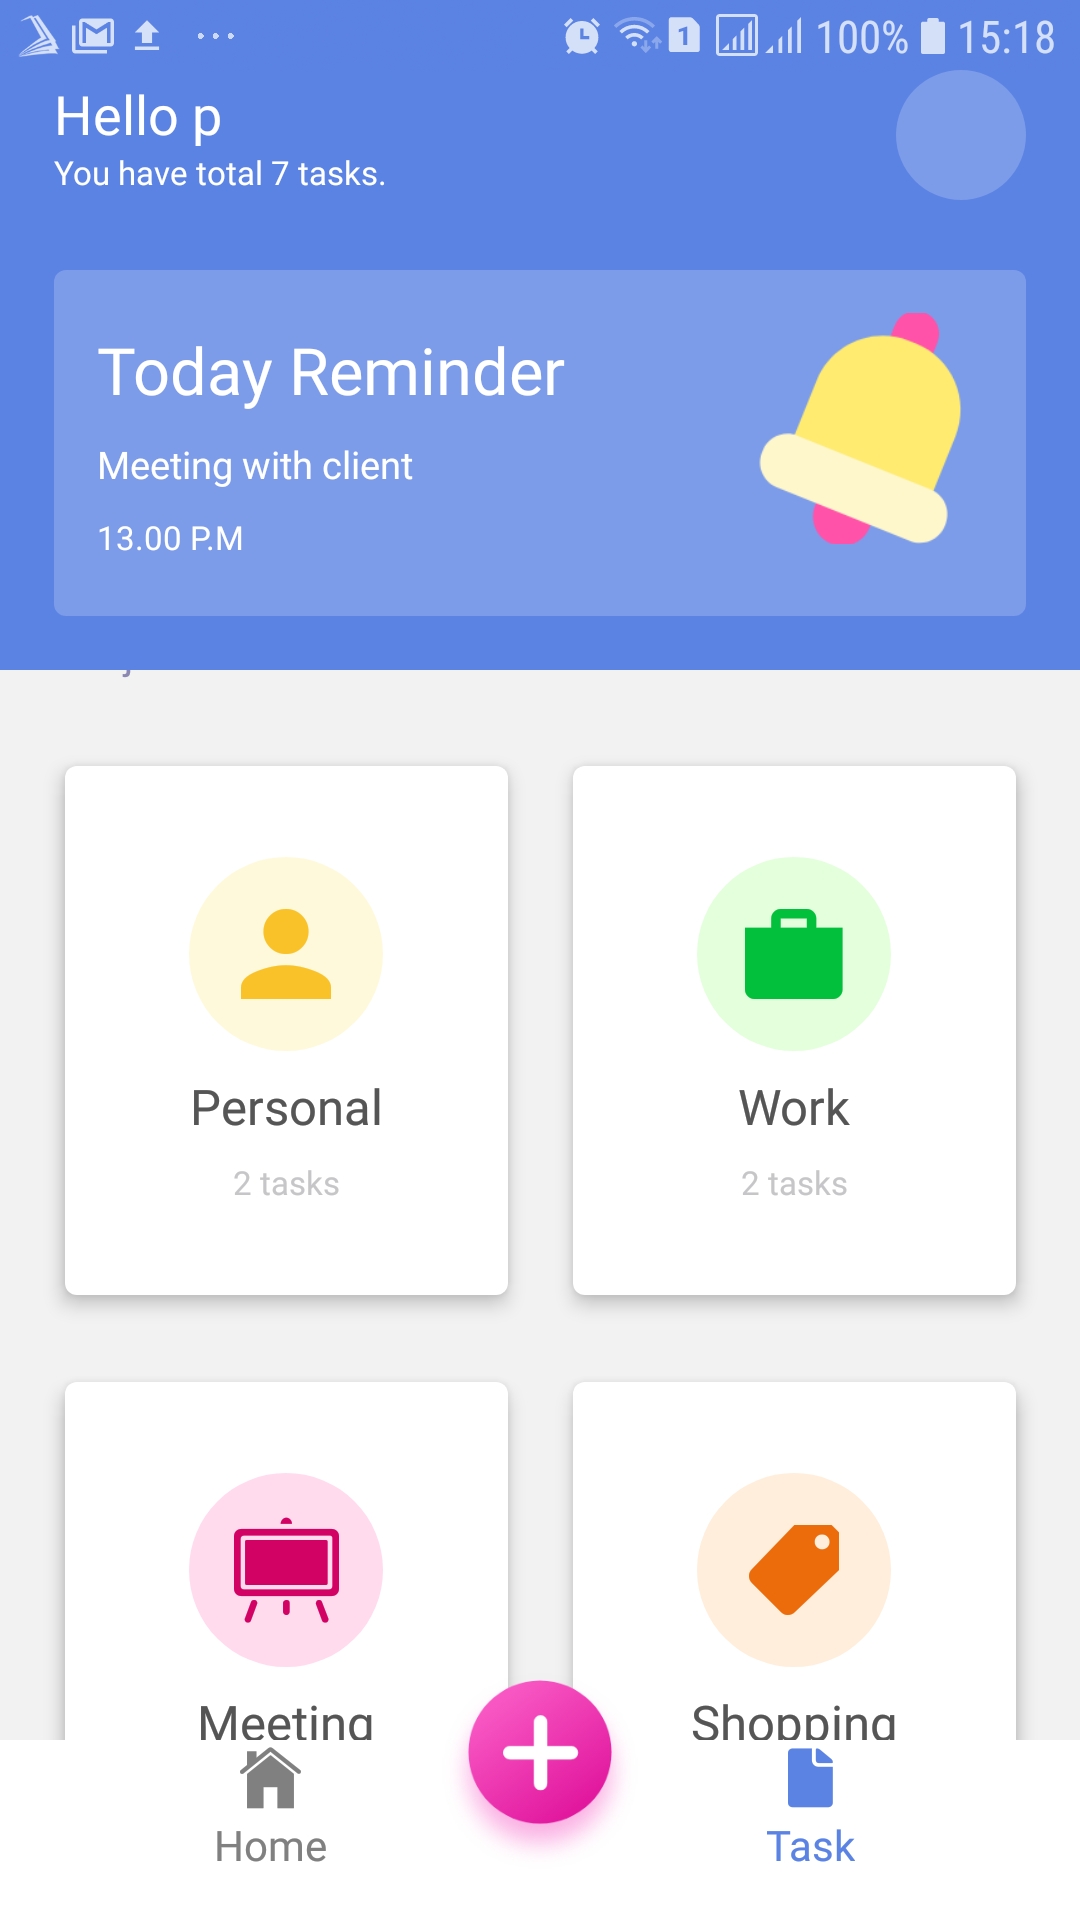 1 100% 15:18
Hello p
You have total 7 tasks.
Today Reminder
Meeting with client
13.00 P.M
Personal
Work
2 tasks
2 tasks
Meeting
Shopping
Home
Task